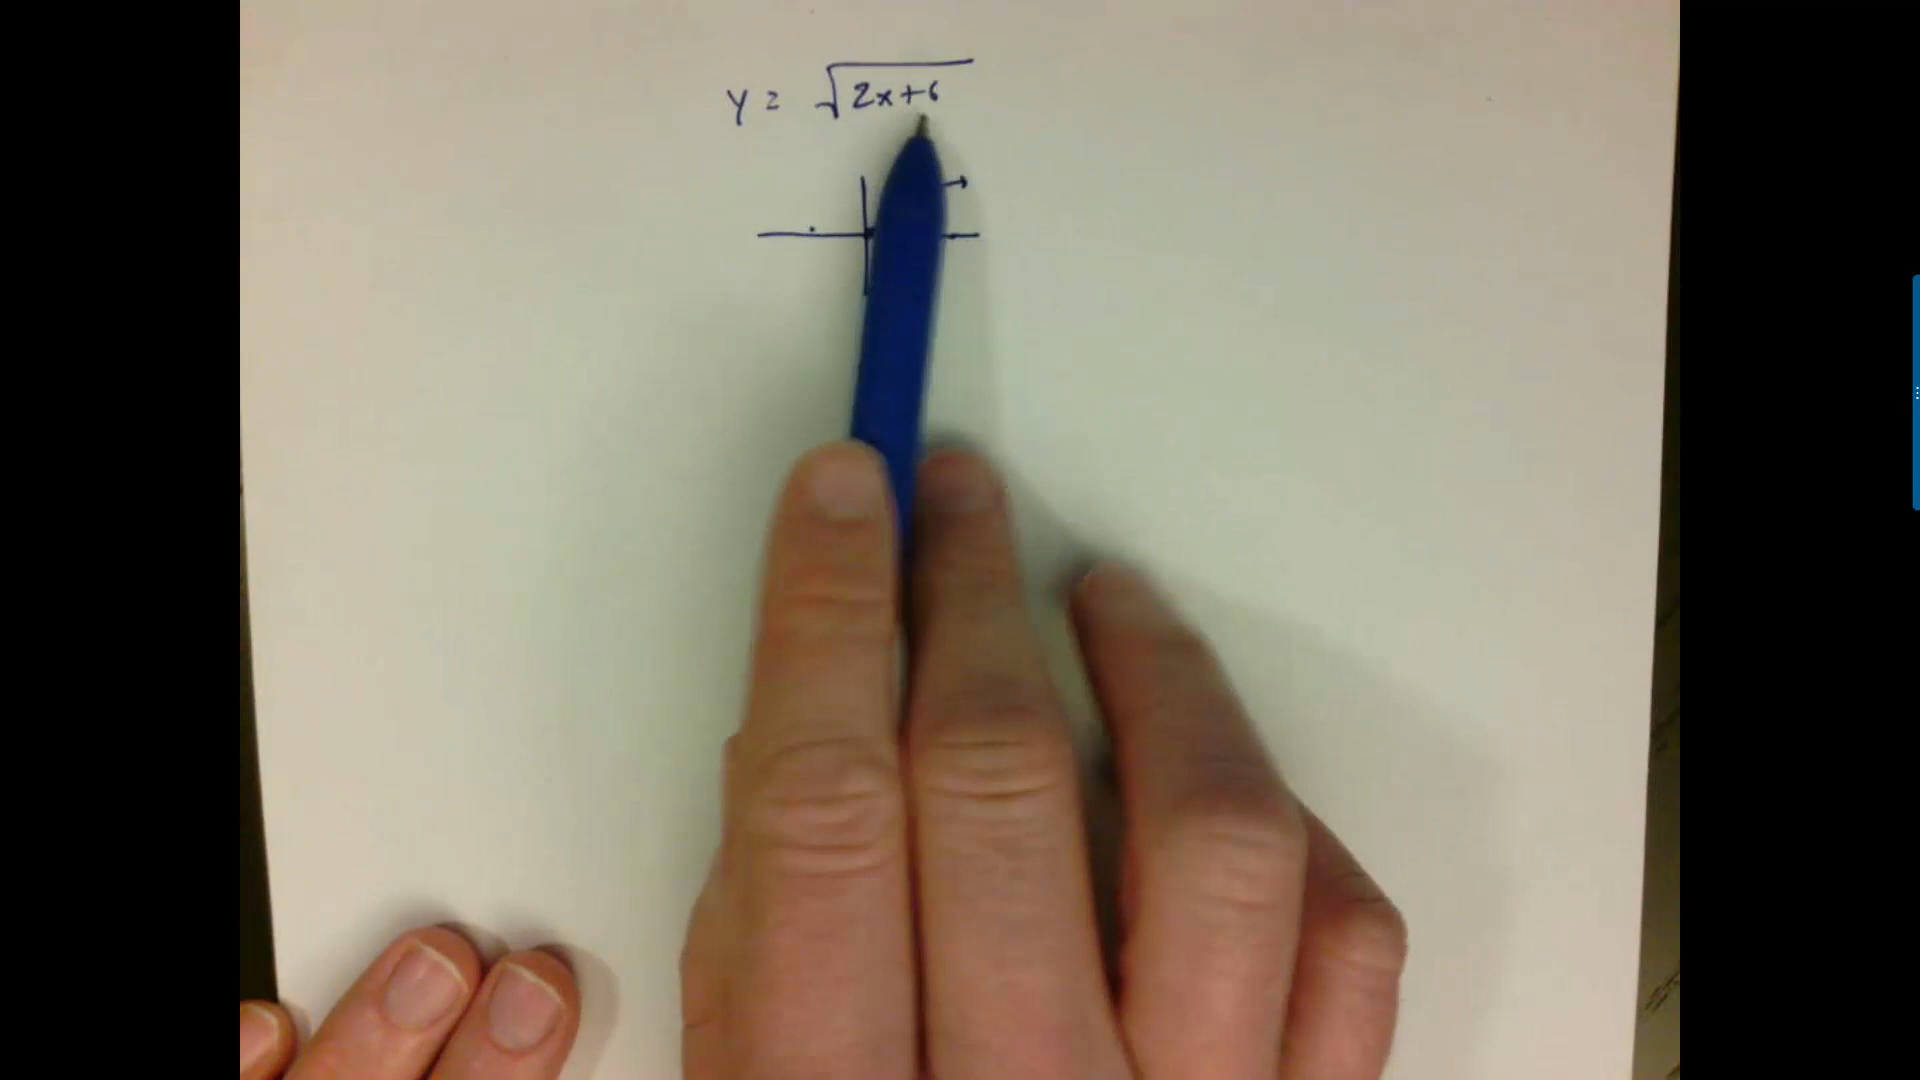 y = √2x+6